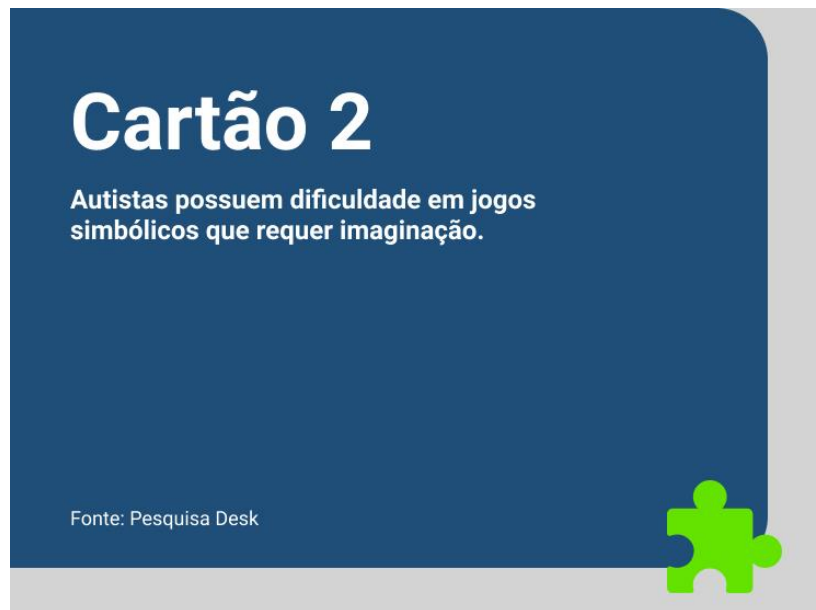 Cartão 2
Autistas possuem dificuldade em jogos
simbólicos que requer imaginação.
Fonte: Pesquisa Desk